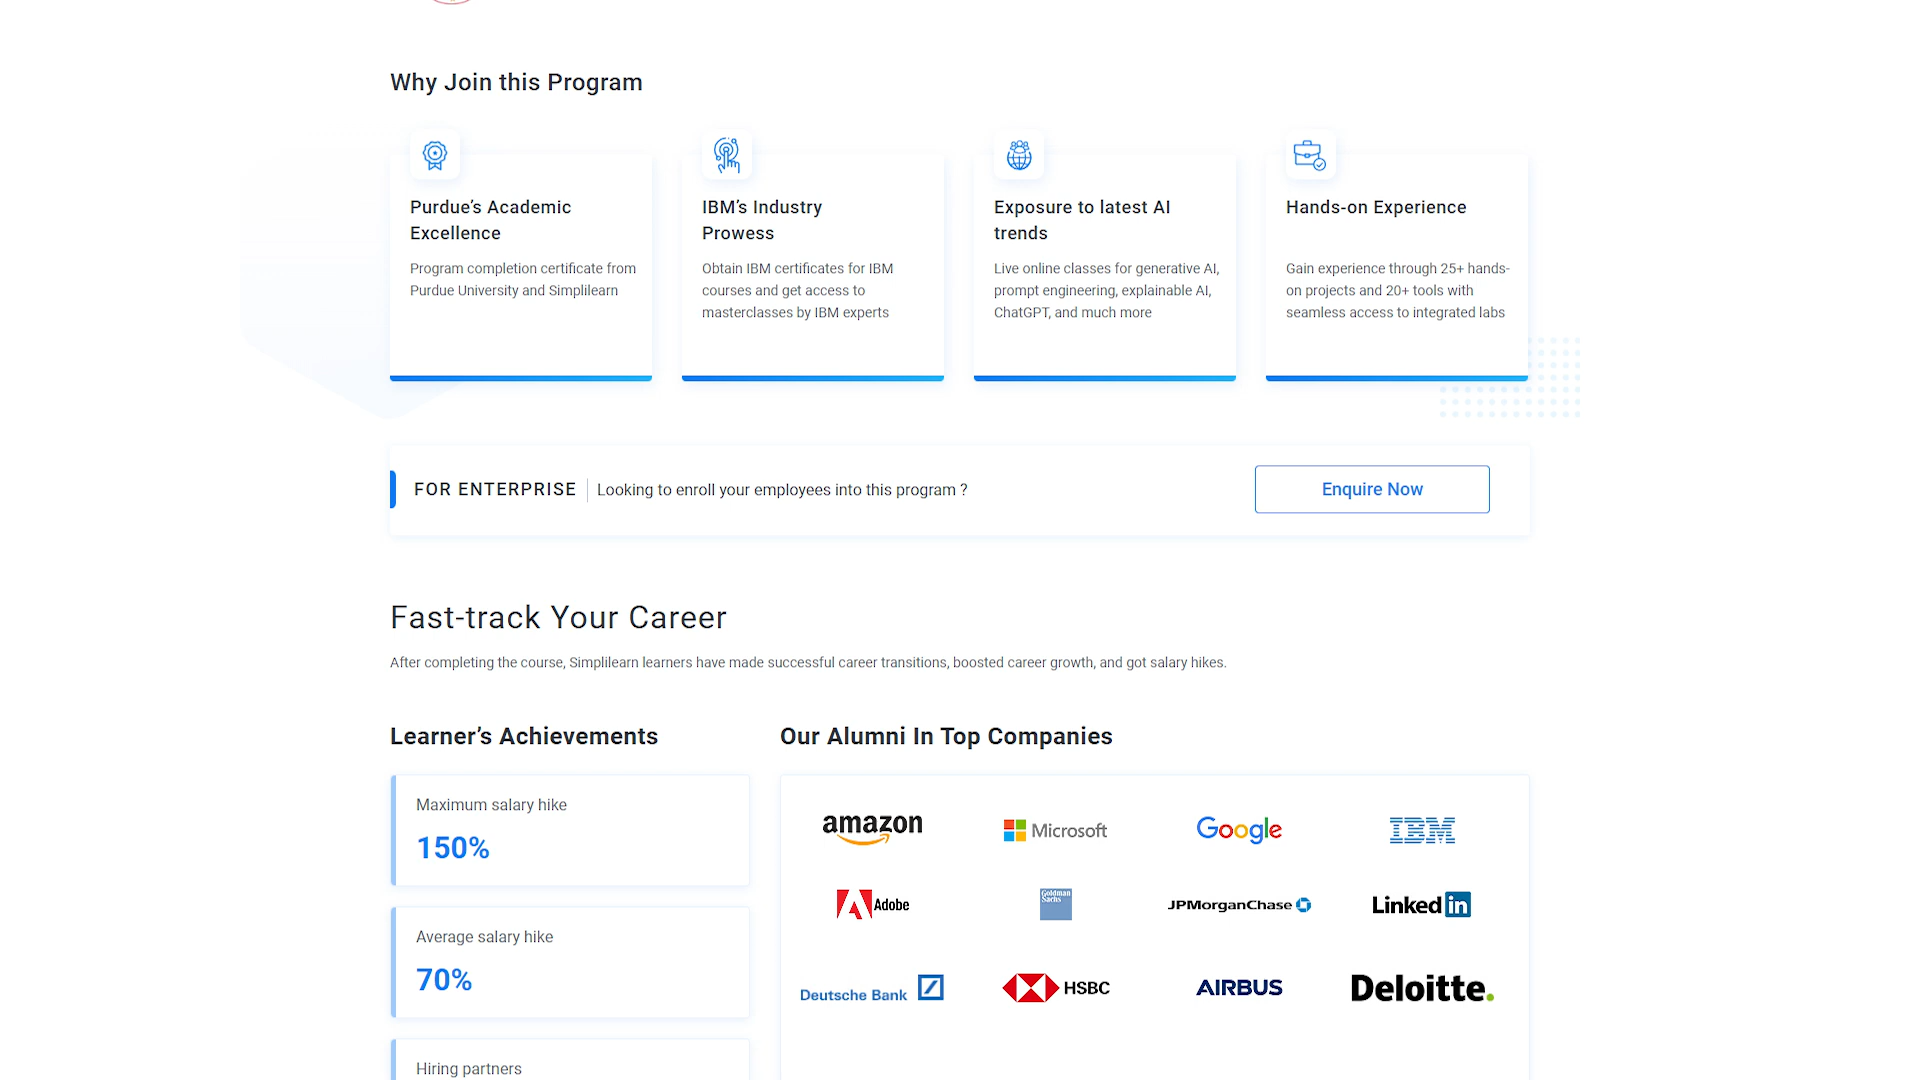 Why Join this Program
Purdue’s Academic
Excellence
Program completion certificate from
Purdue University and Simplilearn
IBM’s Industry
Prowess
Obtain IBM certificates for IBM
courses and get access to
masterclasses by IBM experts
Exposure to latest AI
trends
Live online classes for generative AI,
prompt engineering, explainable AI,
ChatGPT, and much more
Hands-on Experience
Gain experience through 25+ hands-
on projects and 20+ tools with
seamless access to integrated labs
FOR ENTERPRISE
Looking to enroll your employees into this program ?
Enquire Now
Fast-track Your Career
After completing the course, Simplilearn learners have made successful career transitions, boosted career growth, and got salary hikes.
Learner’s Achievements
Maximum salary hike
150%
Average salary hike
70%
Hiring partners
Our Alumni In Top Companies
amazon
Microsoft
Google
IBM
Adobe
Goldman
Sachs
JPMorganChase
Linked in
Deutsche Bank
HSBC
AIRBUS
Deloitte.